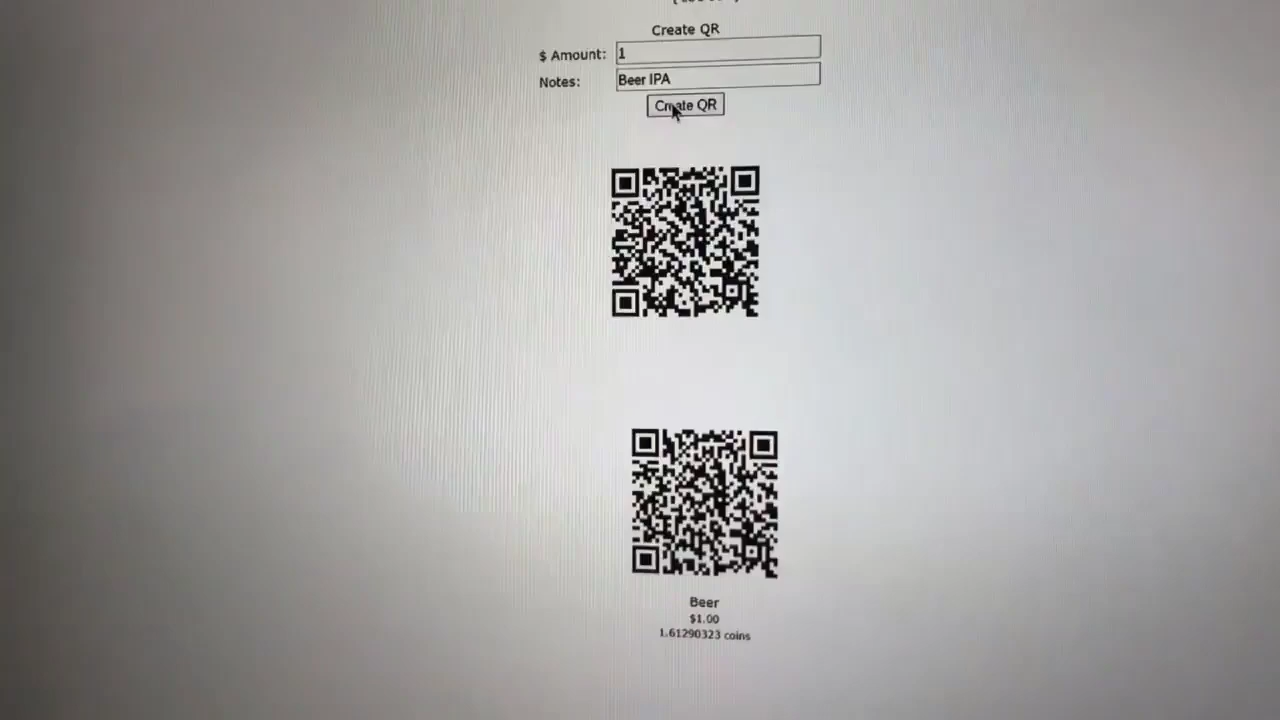 Create QR
$ Amount: 1
Notes: Beer IPA
Create QR
Beer
$1.00
1.61290323 coins